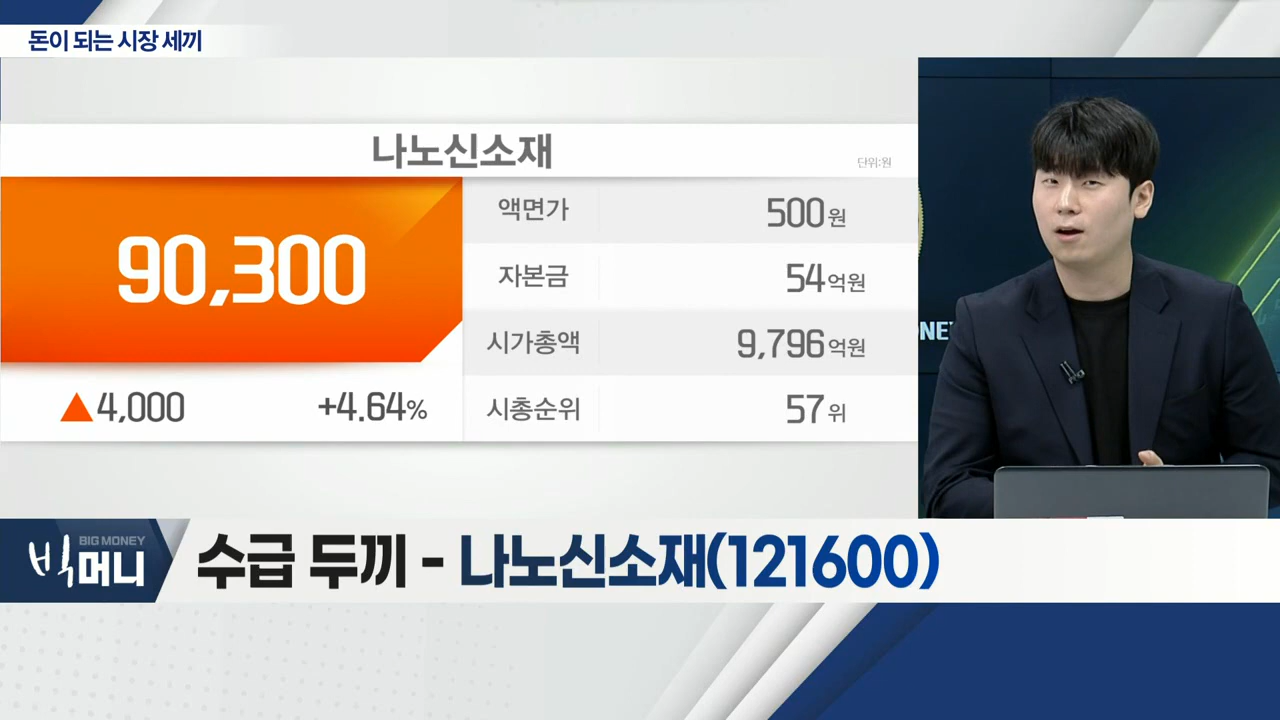 돈이 되는 시장 세끼
나노신소재
단위:원
90,300
▲4,000 +4.64%
액면가 500원
자본금 54억원
시가총액 9,796억원
시총순위 57위
NE
BIG MONEY
빅머니
수급 두끼 - 나노신소재(121600)